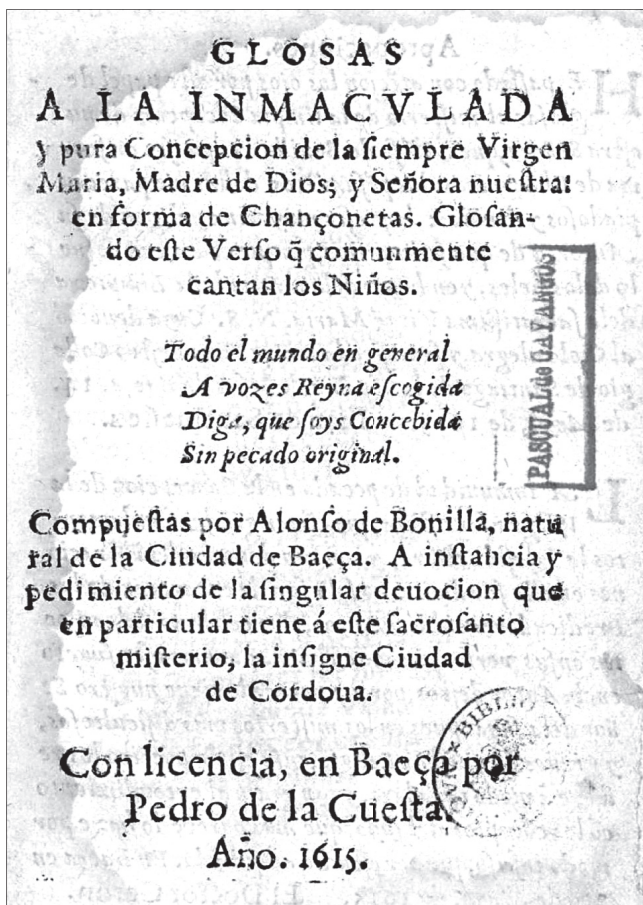 GLOSAS
A LA INMACVLADA
y pura Concepcion de la ſiempre Virgen
Maria, Madre de Dios; y Señora nueſtra:
en forma de Chançonetas. Gloſan-
do eſte Verſo q̃ comunmente
cantan los Niños.
Todo el mundo en general
A vozes Reyna eſcogida
Diga, que ſoys Concebida
Sin pecado original.
PASCUAL de GAYANGOS
Compueſtas por Alonſo de Bonilla, natu
ral de la Ciudad de Baeça. A inſtancia y
pedimiento de la ſingular deuocion que
en particular tiene á eſte ſacroſanto
miſterio, la inſigne Ciudad
de Cordoua.
Con licencia, en Baeça por
Pedro de la Cueſta.
Año. 1615.